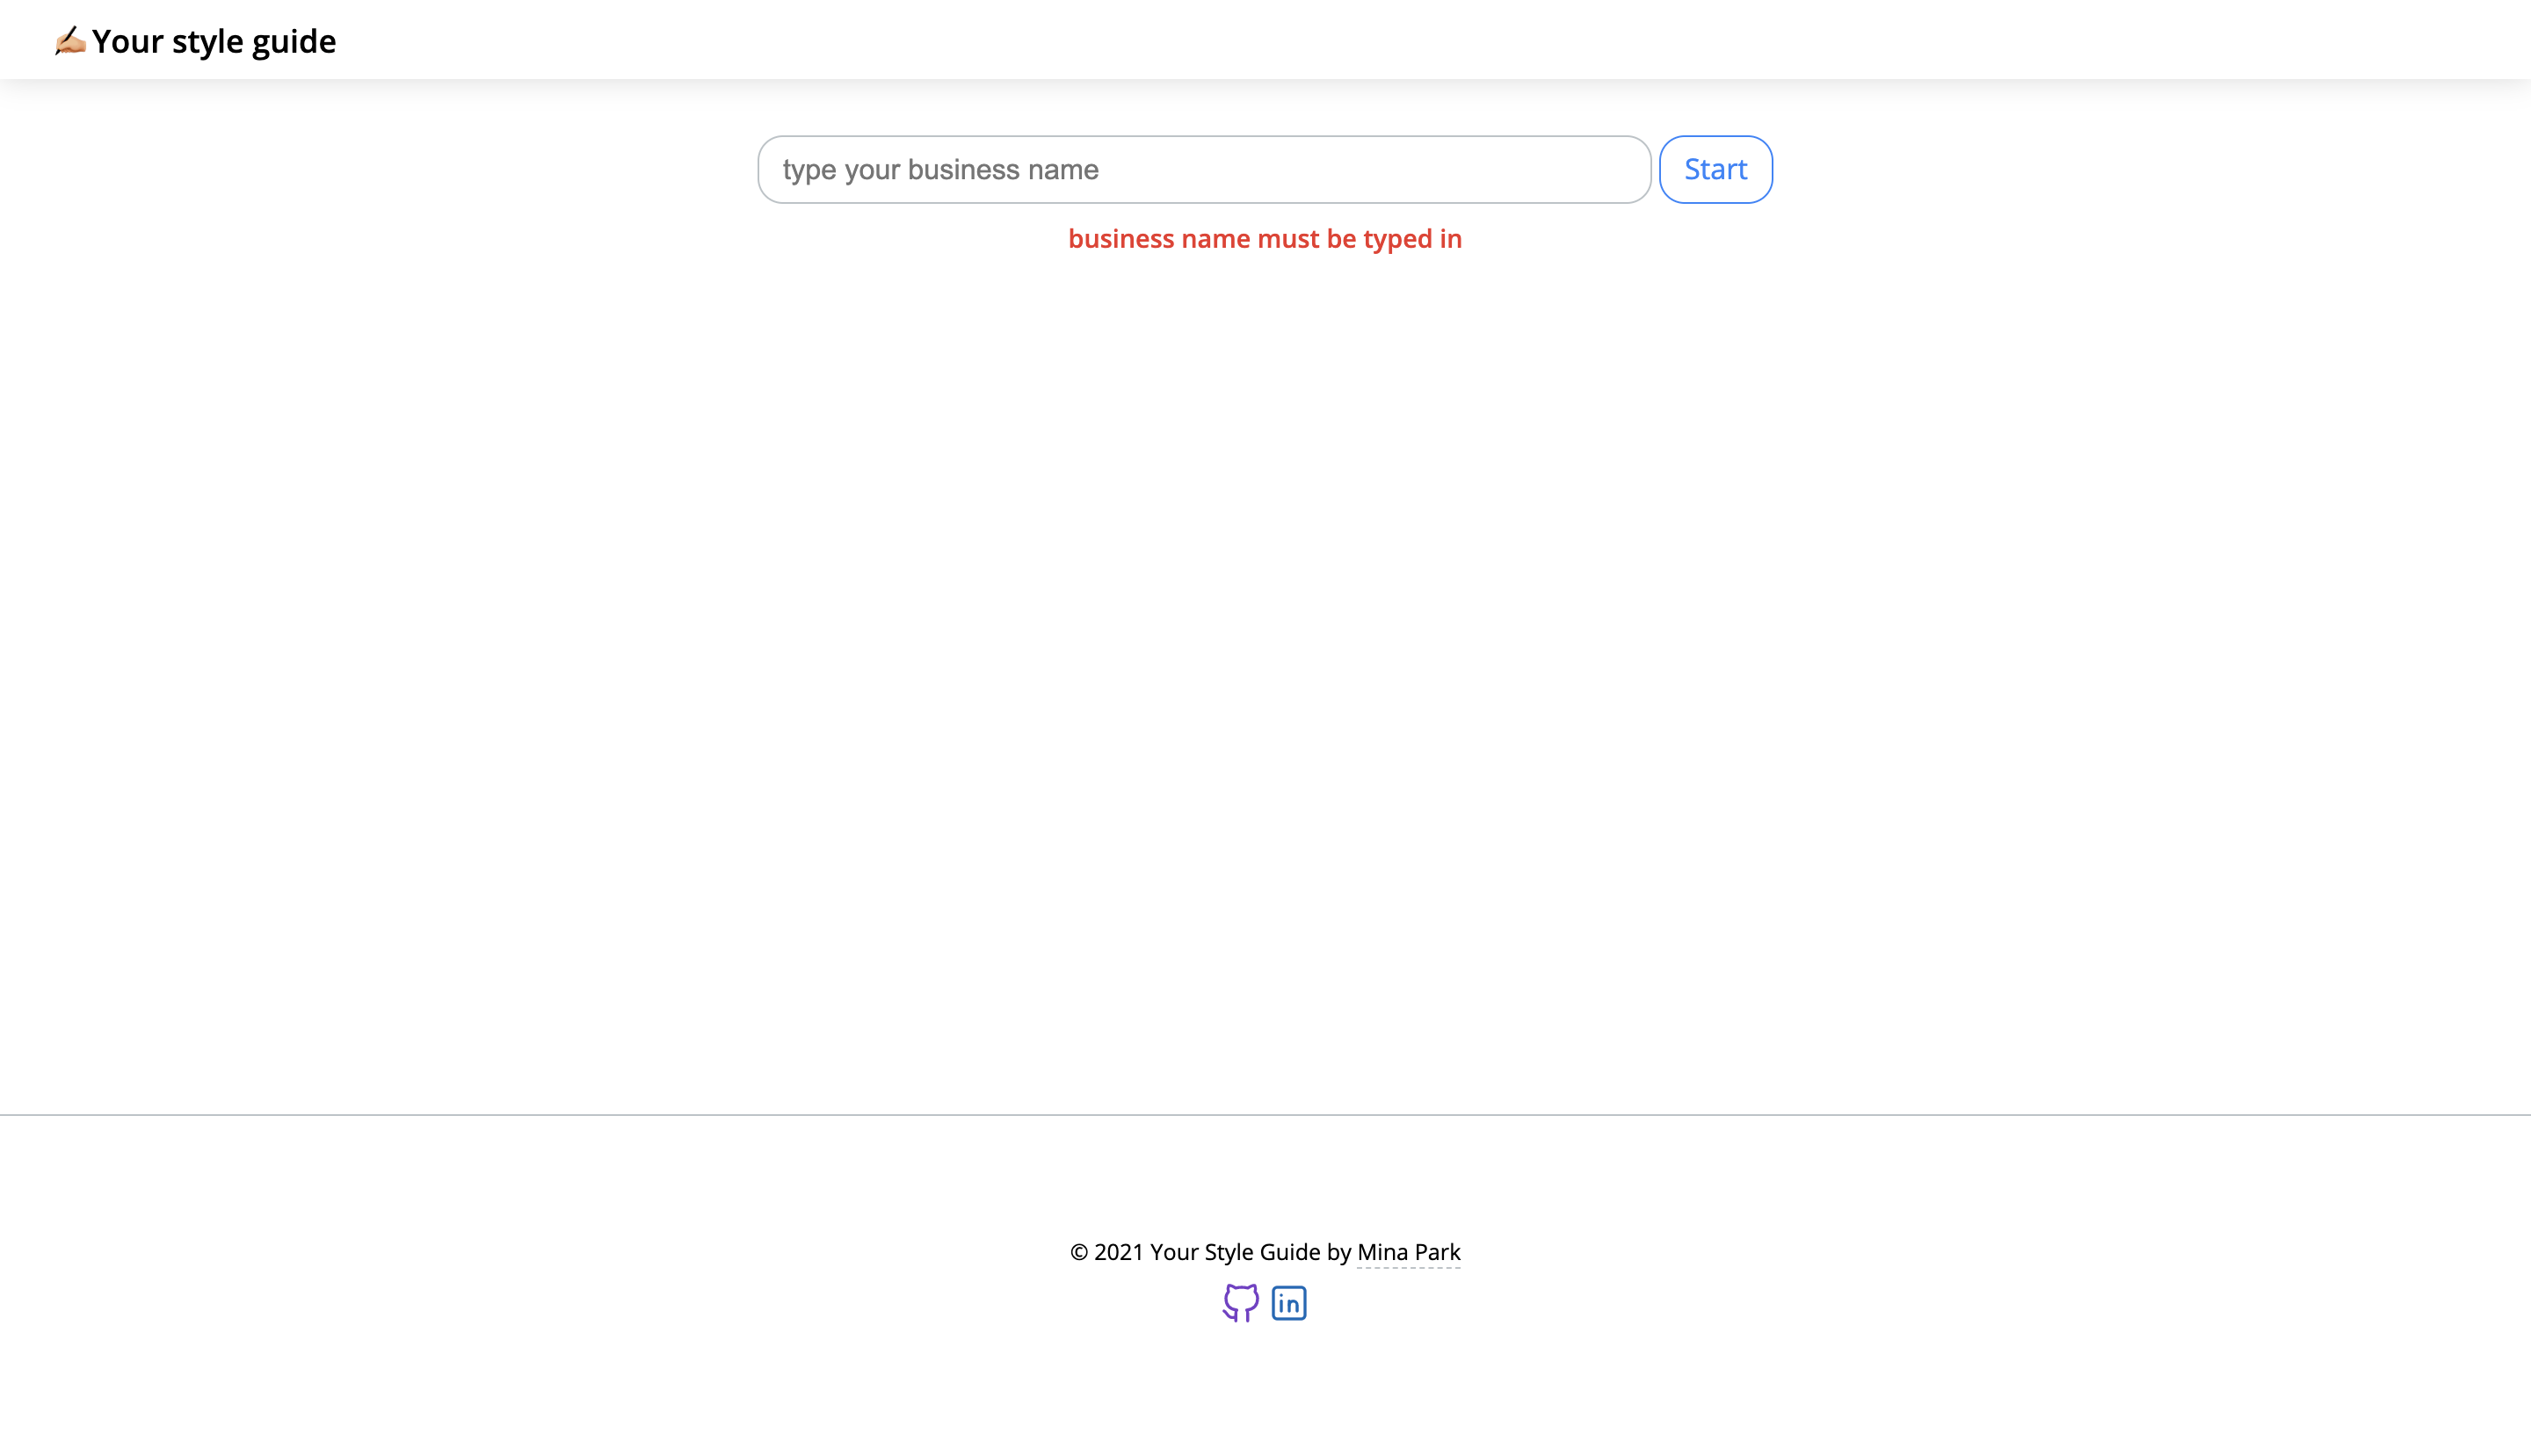 ✍🏼 Your style guide
type your business name
Start
business name must be typed in
© 2021 Your Style Guide by Mina Park
in